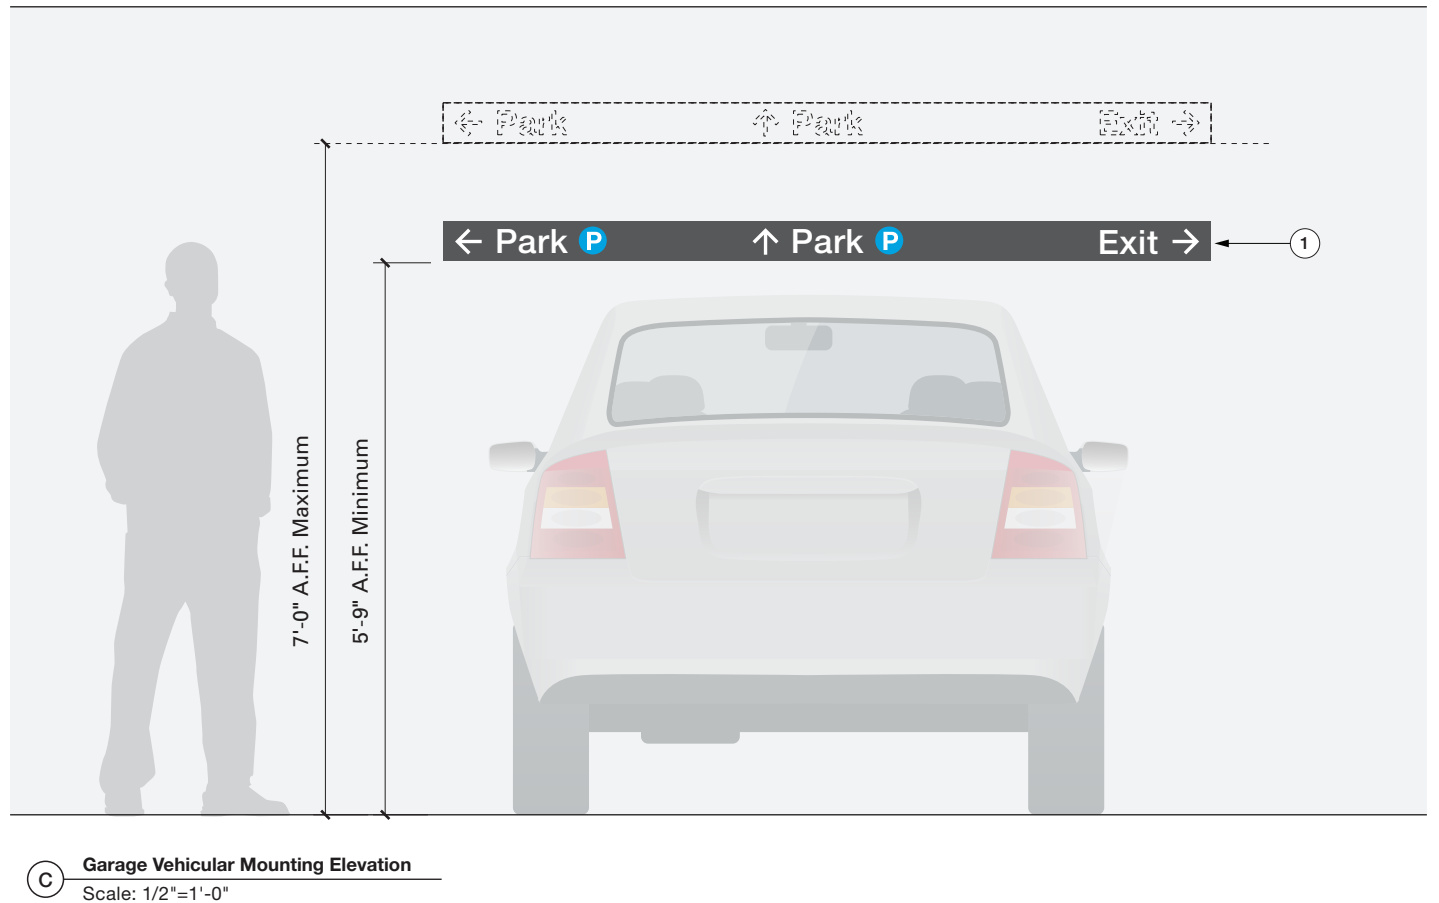 ← Park ↑ Park Exit →
← Park P ↑ Park P Exit →
1
7'-0" A.F.F. Maximum
5'-9" A.F.F. Minimum
C
Garage Vehicular Mounting Elevation
Scale: 1/2"=1'-0"